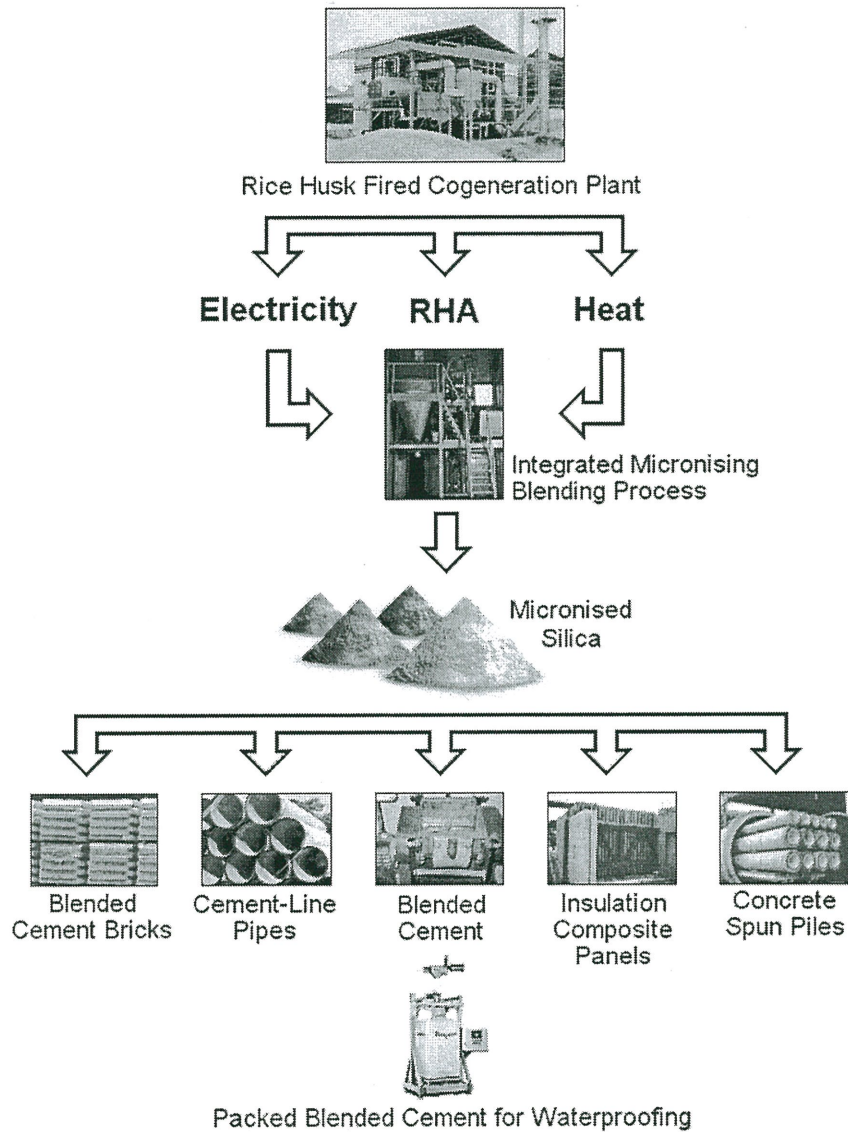 Rice Husk Fired Cogeneration Plant
Electricity RHA Heat
Integrated Micronising
Blending Process
Micronised
Silica
Blended
Cement Bricks
Cement-Line
Pipes
Blended
Cement
Insulation
Composite
Panels
Concrete
Spun Piles
Packed Blended Cement for Waterproofing